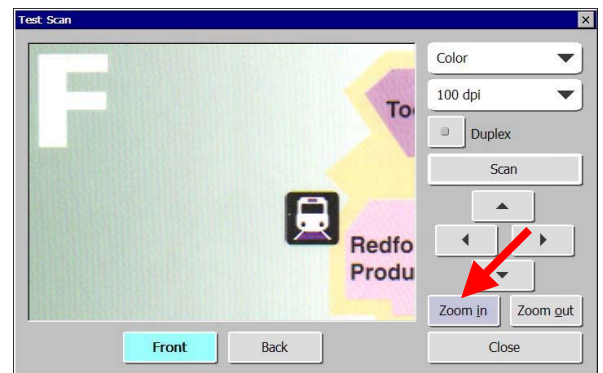 Test Scan
F
To
Redfo
Produ
Color
100 dpi
Duplex
Scan
Zoom in
Zoom out
Front
Back
Close